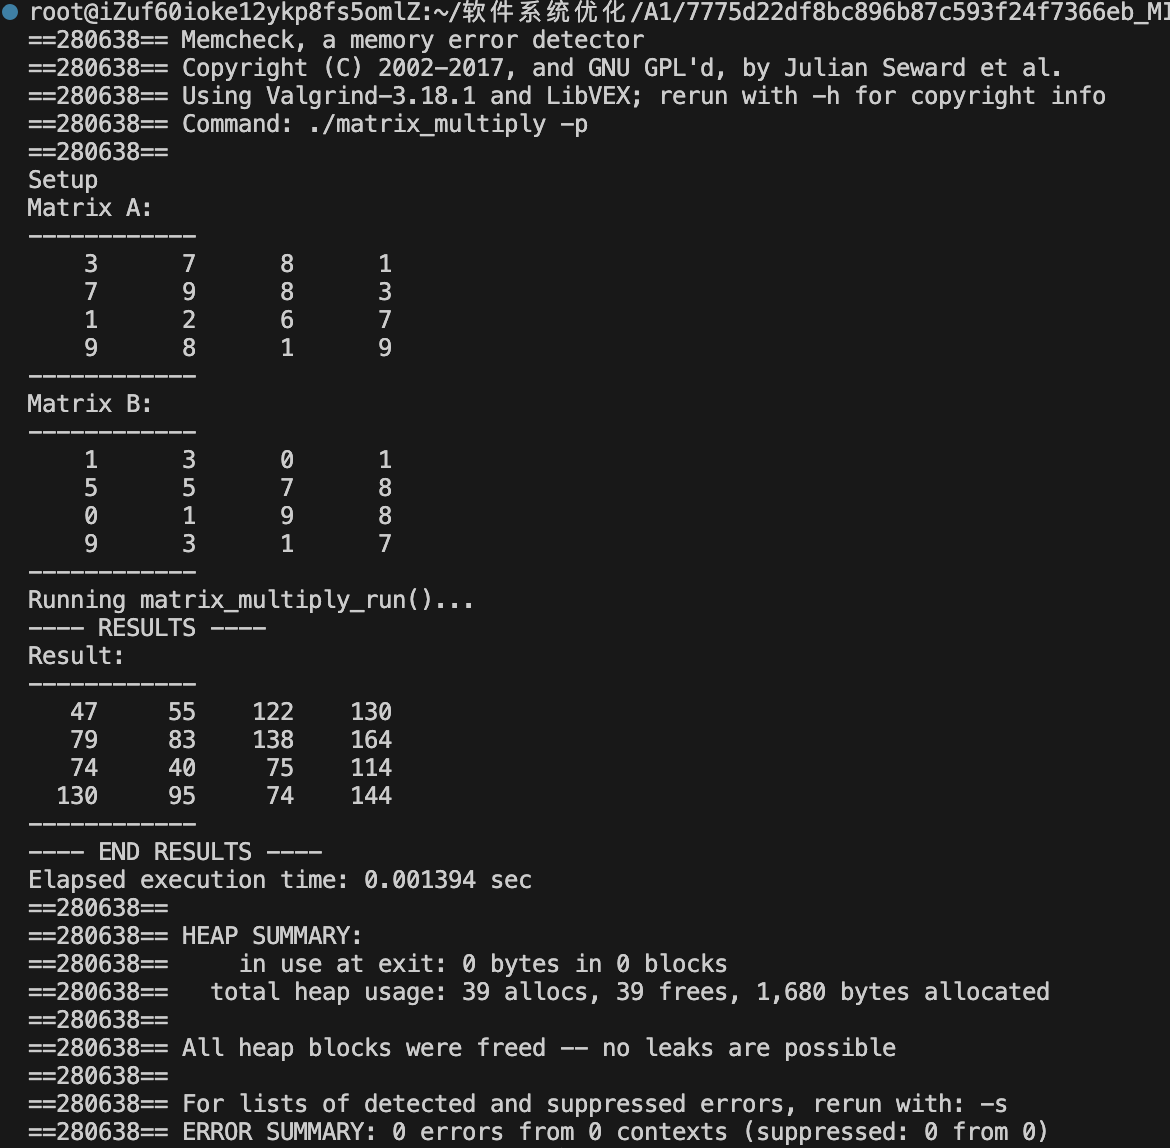 root@iZuf60ioke12ykp8fs5omlZ:~/软件系统优化/A1/7775d22df8bc896b87c593f24f7366eb_MI
==280638== Memcheck, a memory error detector
==280638== Copyright (C) 2002-2017, and GNU GPL'd, by Julian Seward et al.
==280638== Using Valgrind-3.18.1 and LibVEX; rerun with -h for copyright info
==280638== Command: ./matrix_multiply -p
==280638==
Setup
Matrix A:
------------
    3      7      8      1
    7      9      8      3
    1      2      6      7
    9      8      1      9
------------
Matrix B:
------------
    1      3      0      1
    5      5      7      8
    0      1      9      8
    9      3      1      7
------------
Running matrix_multiply_run()...
---- RESULTS ----
Result:
------------
   47     55    122    130
   79     83    138    164
   74     40     75    114
  130     95     74    144
------------
---- END RESULTS ----
Elapsed execution time: 0.001394 sec
==280638==
==280638== HEAP SUMMARY:
==280638==     in use at exit: 0 bytes in 0 blocks
==280638==   total heap usage: 39 allocs, 39 frees, 1,680 bytes allocated
==280638==
==280638== All heap blocks were freed -- no leaks are possible
==280638==
==280638== For lists of detected and suppressed errors, rerun with: -s
==280638== ERROR SUMMARY: 0 errors from 0 contexts (suppressed: 0 from 0)